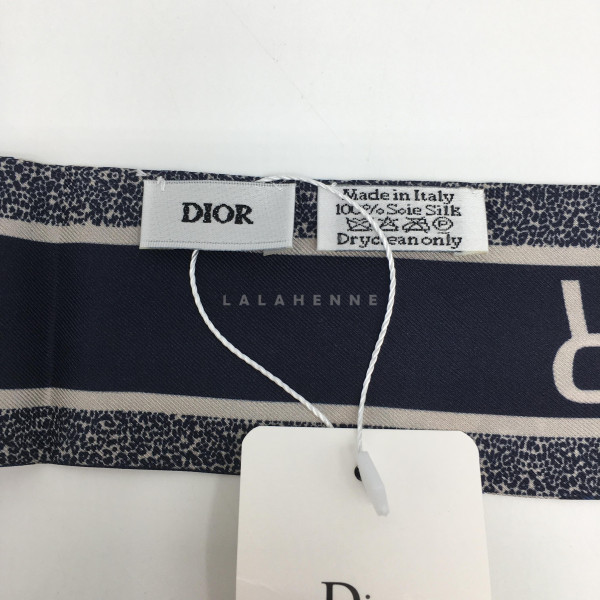 DIOR
Made in Italy
100% Soie Silk
Dryclean only
LALAHENNE